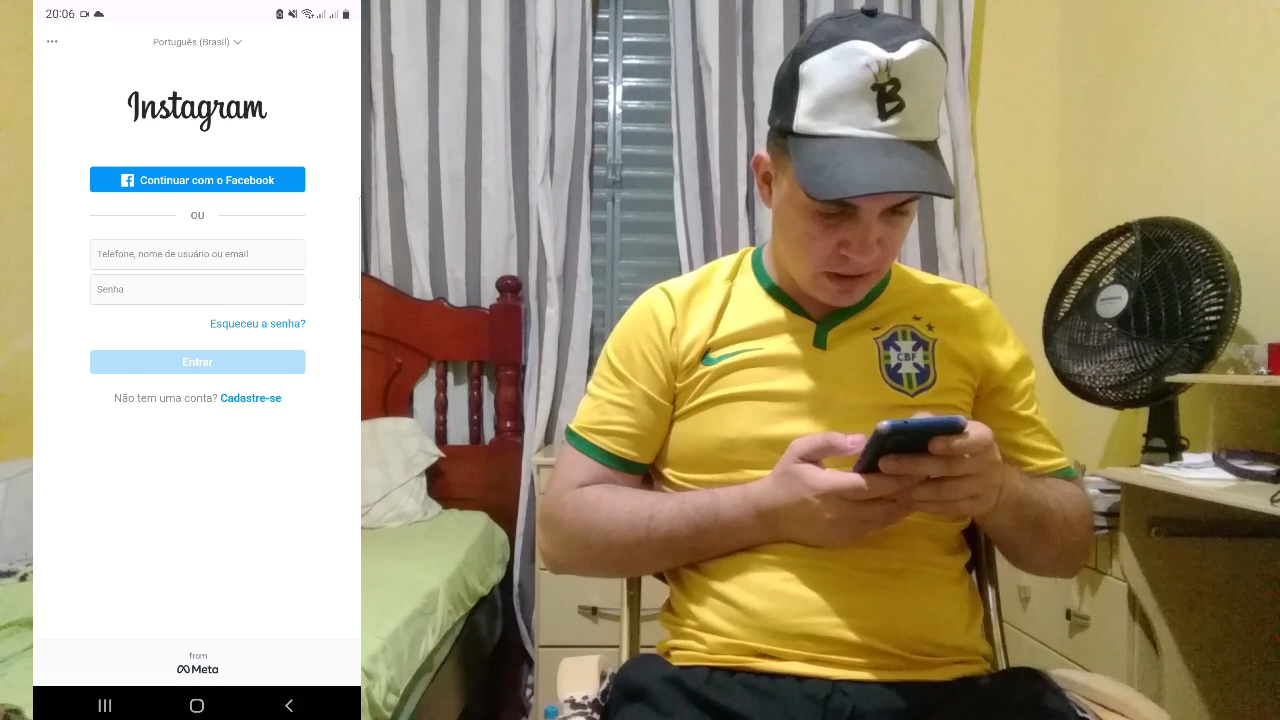 20:06
Português (Brasil)
Instagram
Continuar com o Facebook
OU
Telefone, nome de usuário ou email
Senha
Esqueceu a senha?
Entrar
Não tem uma conta? Cadastre-se
from
Meta
B
CBF